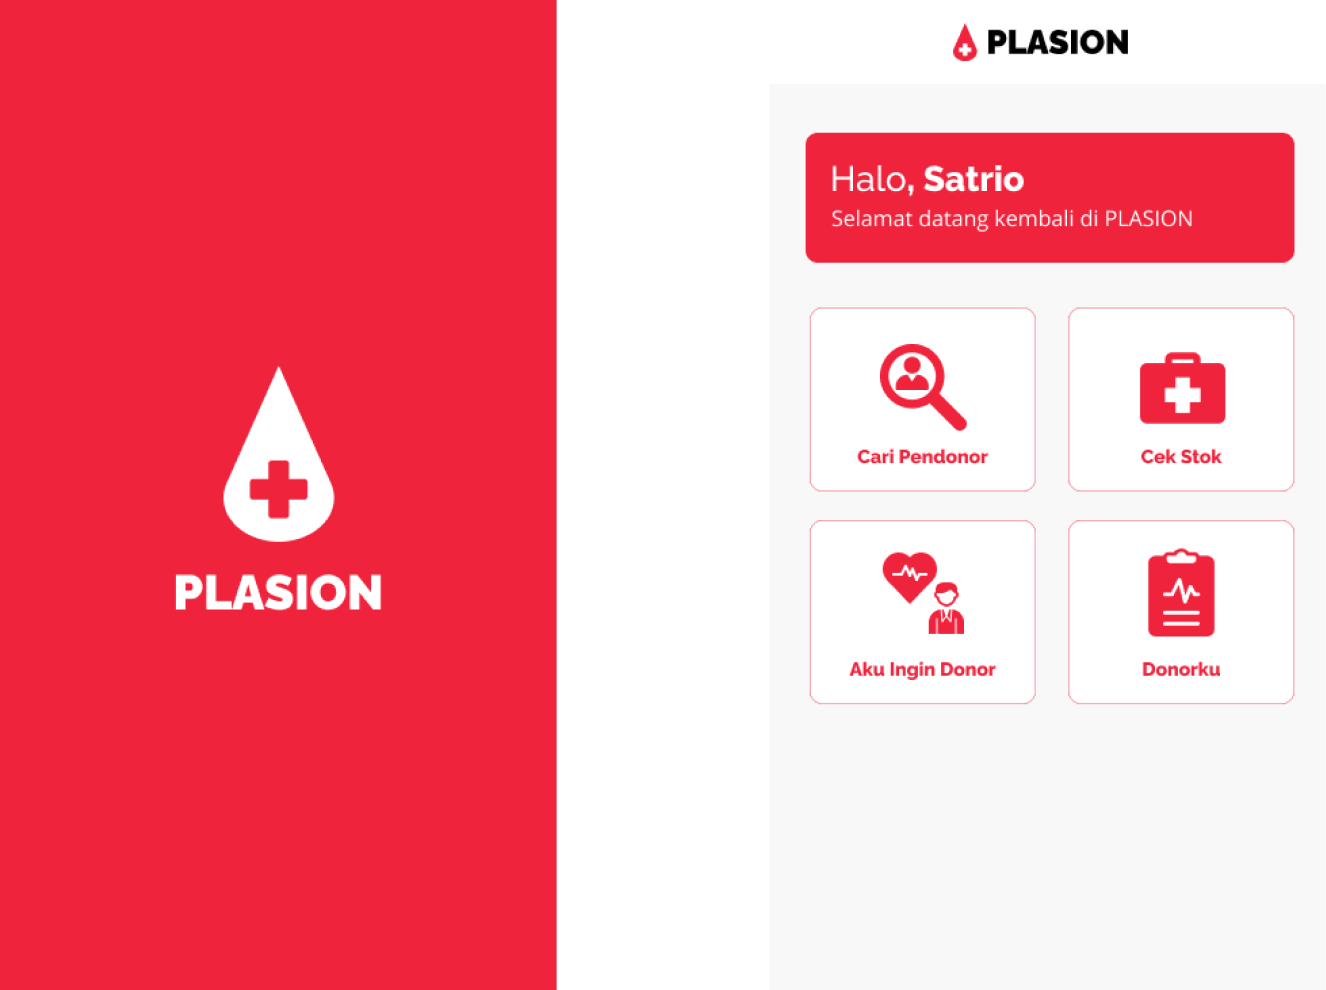 PLASION
PLASION
Halo, Satrio
Selamat datang kembali di PLASION
Cari Pendonor
Cek Stok
Aku Ingin Donor
Donorku